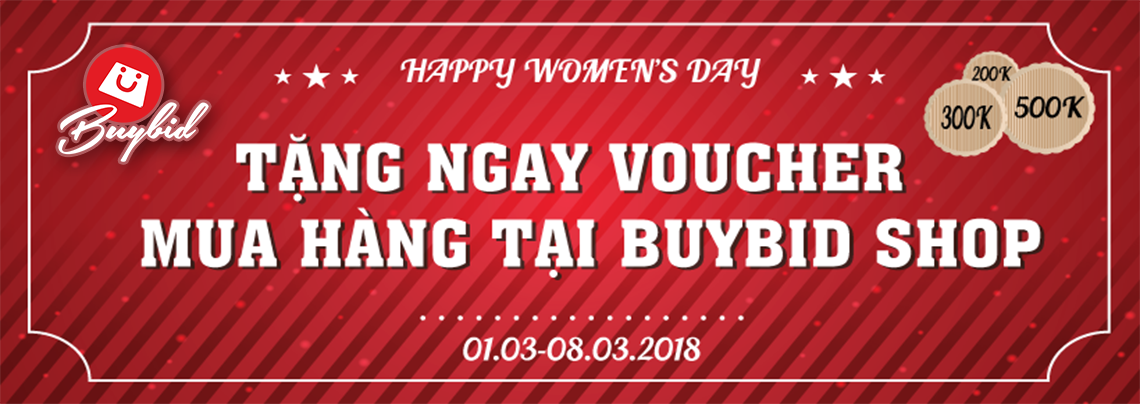 Buybid
HAPPY WOMEN'S DAY
200K
300K
500K
TẶNG NGAY VOUCHER
MUA HÀNG TẠI BUYBID SHOP
01.03-08.03.2018